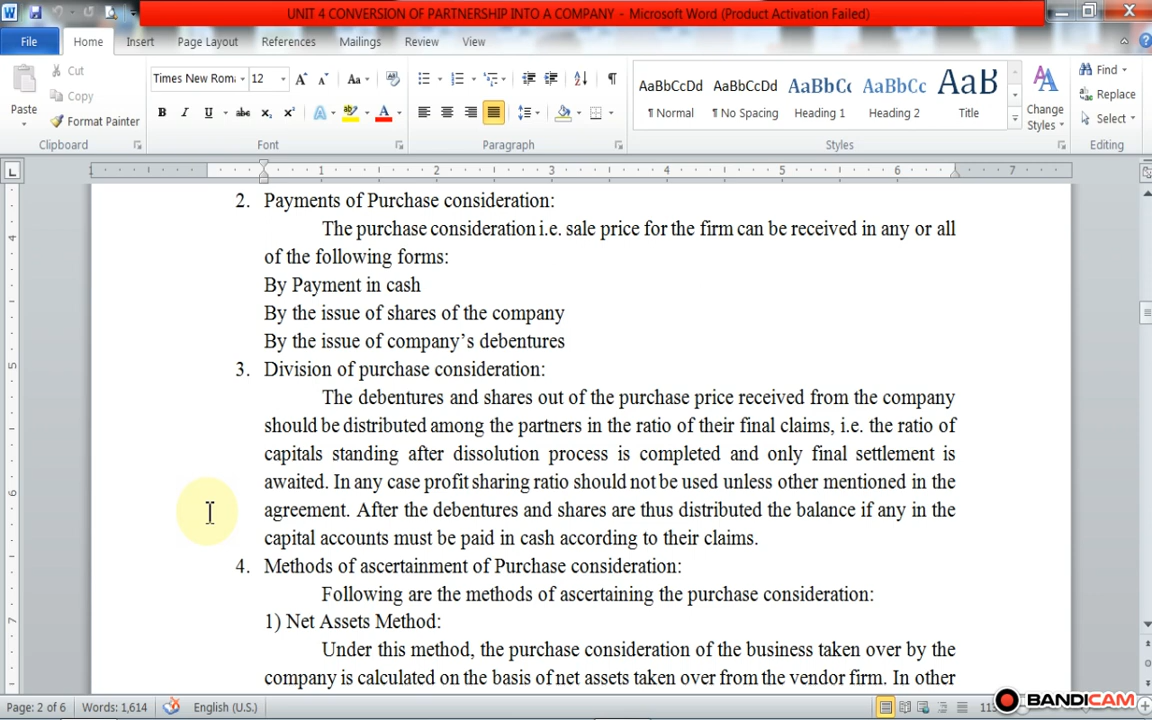 UNIT 4 CONVERSION OF PARTNERSHIP INTO A COMPANY - Microsoft Word (Product Activation Failed)
File Home Insert Page Layout References Mailings Review View
Paste
Cut
Copy
Format Painter
Clipboard
Times New Rom 12
Font
Paragraph
AaBbCcDd AaBbCcDd AaBbCc AaBbCc AaB
¶ Normal ¶ No Spacing Heading 1 Heading 2 Title
Change Styles
Styles
Find
Replace
Select
Editing
1 1 2 3 4 5 6 7
2. Payments of Purchase consideration:
The purchase consideration i.e. sale price for the firm can be received in any or all
of the following forms:
By Payment in cash
By the issue of shares of the company
By the issue of company’s debentures
3. Division of purchase consideration:
The debentures and shares out of the purchase price received from the company
should be distributed among the partners in the ratio of their final claims, i.e. the ratio of
capitals standing after dissolution process is completed and only final settlement is
awaited. In any case profit sharing ratio should not be used unless other mentioned in the
agreement. After the debentures and shares are thus distributed the balance if any in the
capital accounts must be paid in cash according to their claims.
4. Methods of ascertainment of Purchase consideration:
Following are the methods of ascertaining the purchase consideration:
1) Net Assets Method:
Under this method, the purchase consideration of the business taken over by the
company is calculated on the basis of net assets taken over from the vendor firm. In other
Page: 2 of 6 Words: 1,614 English (U.S.)
BANDICAM